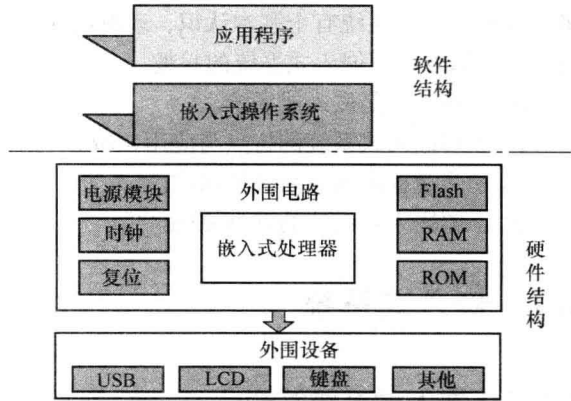 应用程序
软件
结构
嵌入式操作系统
电源模块
外围电路
Flash
时钟
嵌入式处理器
RAM
复位
ROM
硬
件
结
构
外围设备
USB
LCD
键盘
其他